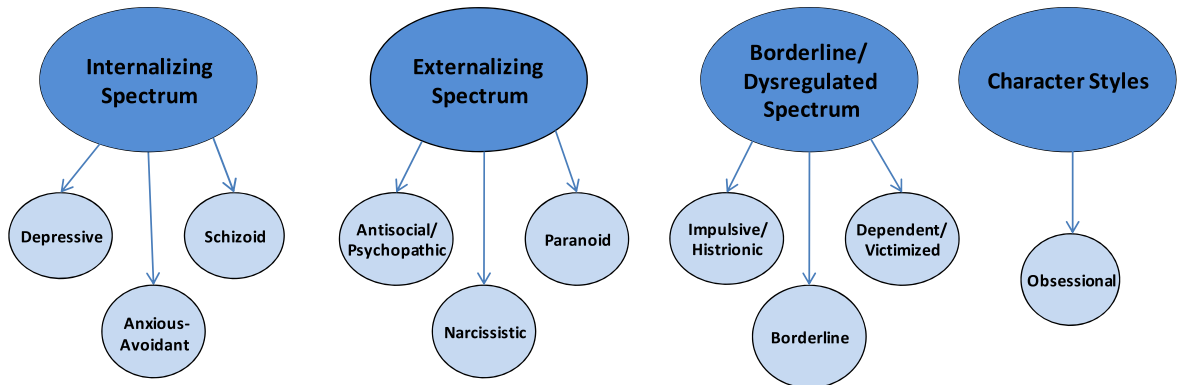 Internalizing
Spectrum
Externalizing
Spectrum
Borderline/
Dysregulated
Spectrum
Character Styles
Depressive
Anxious-
Avoidant
Schizoid
Antisocial/
Psychopathic
Narcissistic
Paranoid
Impulsive/
Histrionic
Borderline
Dependent/
Victimized
Obsessional